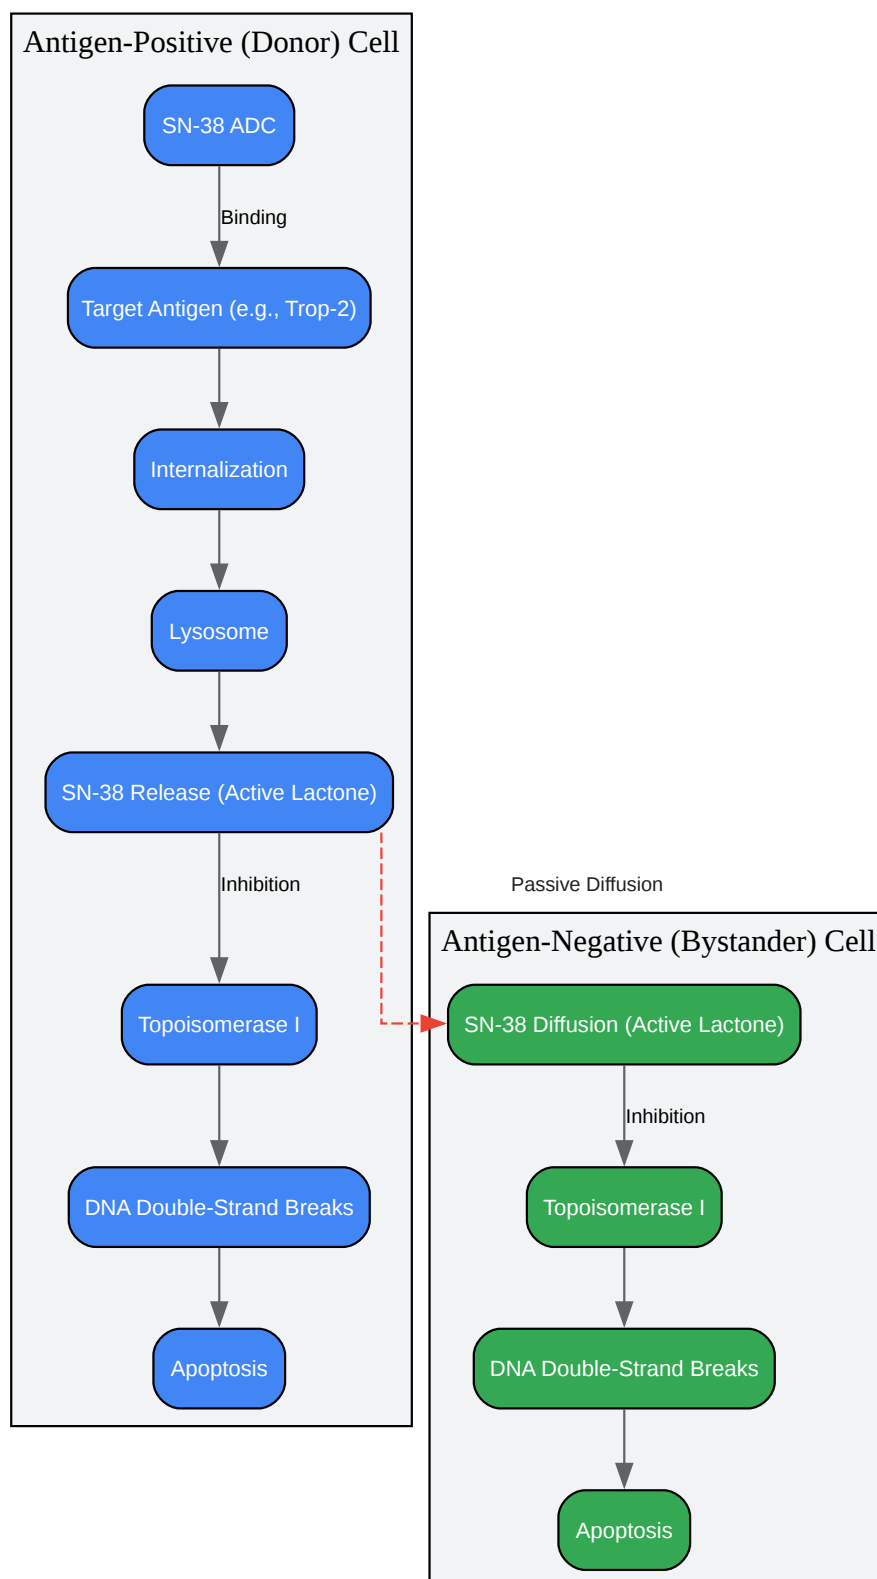 Antigen-Positive (Donor) Cell
SN-38 ADC
Binding
Target Antigen (e.g., Trop-2)
Internalization
Lysosome
SN-38 Release (Active Lactone)
Inhibition
Topoisomerase I
DNA Double-Strand Breaks
Apoptosis
Passive Diffusion
Antigen-Negative (Bystander) Cell
SN-38 Diffusion (Active Lactone)
Inhibition
Topoisomerase I
DNA Double-Strand Breaks
Apoptosis